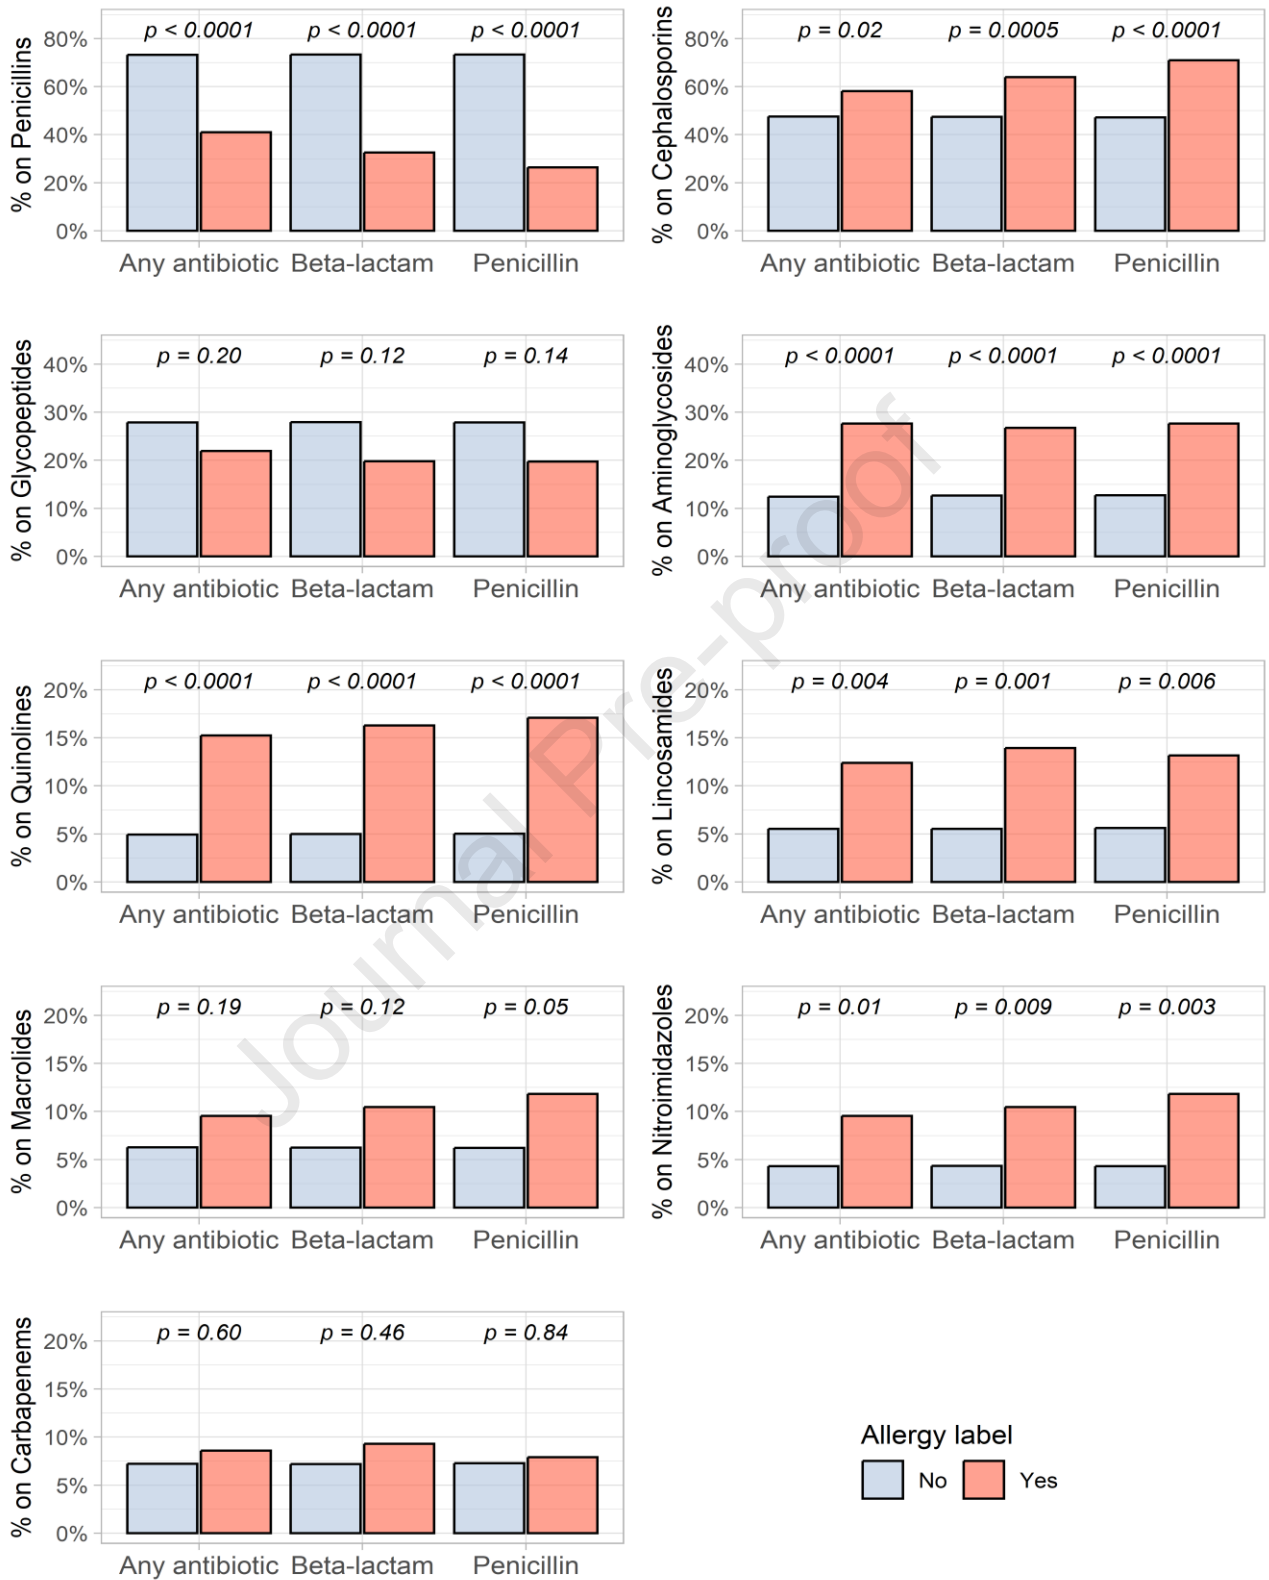 % on Penicillins
80%
60%
40%
20%
0%
p < 0.0001 p < 0.0001 p < 0.0001
Any antibiotic Beta-lactam Penicillin
% on Cephalosporins
80%
60%
40%
20%
0%
p = 0.02 p = 0.0005 p < 0.0001
Any antibiotic Beta-lactam Penicillin
% on Glycopeptides
40%
30%
20%
10%
0%
p = 0.20 p = 0.12 p = 0.14
Any antibiotic Beta-lactam Penicillin
% on Aminoglycosides
40%
30%
20%
10%
0%
p < 0.0001 p < 0.0001 p < 0.0001
Any antibiotic Beta-lactam Penicillin
% on Quinolines
20%
15%
10%
5%
0%
p < 0.0001 p < 0.0001 p < 0.0001
Any antibiotic Beta-lactam Penicillin
% on Lincosamides
20%
15%
10%
5%
0%
p = 0.004 p = 0.001 p = 0.006
Any antibiotic Beta-lactam Penicillin
% on Macrolides
20%
15%
10%
5%
0%
p = 0.19 p = 0.12 p = 0.05
Any antibiotic Beta-lactam Penicillin
% on Nitroimidazoles
20%
15%
10%
5%
0%
p = 0.01 p = 0.009 p = 0.003
Any antibiotic Beta-lactam Penicillin
% on Carbapenems
20%
15%
10%
5%
0%
p = 0.60 p = 0.46 p = 0.84
Any antibiotic Beta-lactam Penicillin
Allergy label
No Yes
Journal Pre-proof